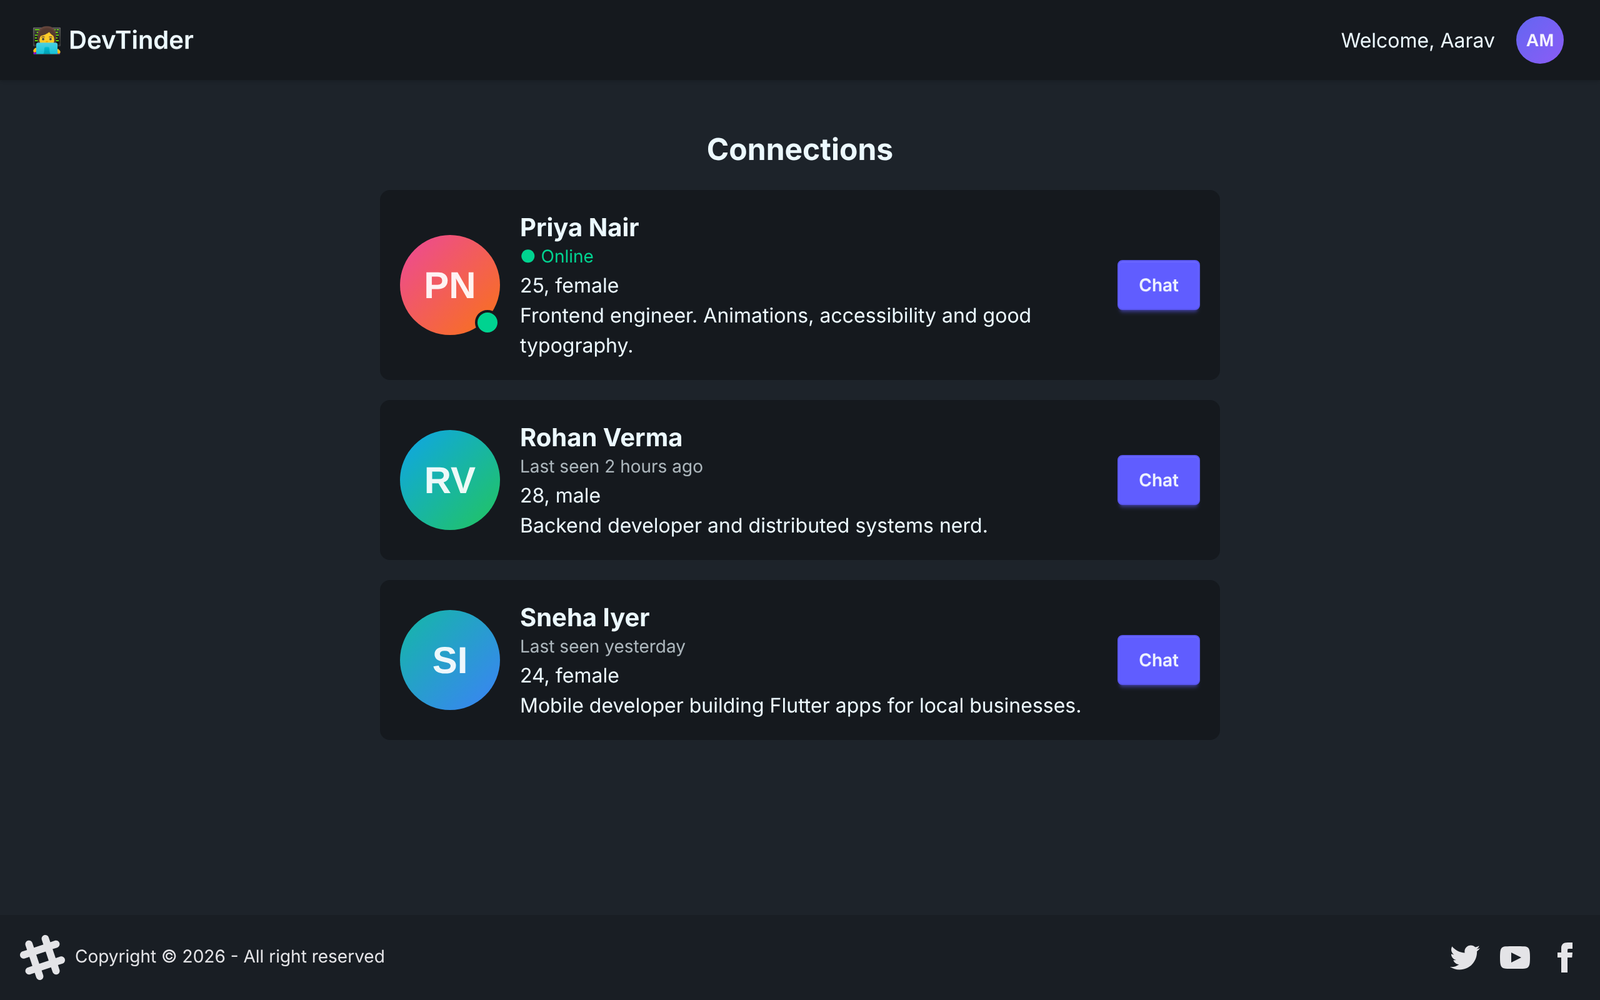 DevTinder
Welcome, Aarav
AM
Connections
PN
Priya Nair
Online
25, female
Frontend engineer. Animations, accessibility and good
typography.
Chat
RV
Rohan Verma
Last seen 2 hours ago
28, male
Backend developer and distributed systems nerd.
Chat
SI
Sneha Iyer
Last seen yesterday
24, female
Mobile developer building Flutter apps for local businesses.
Chat
Copyright © 2026 - All right reserved